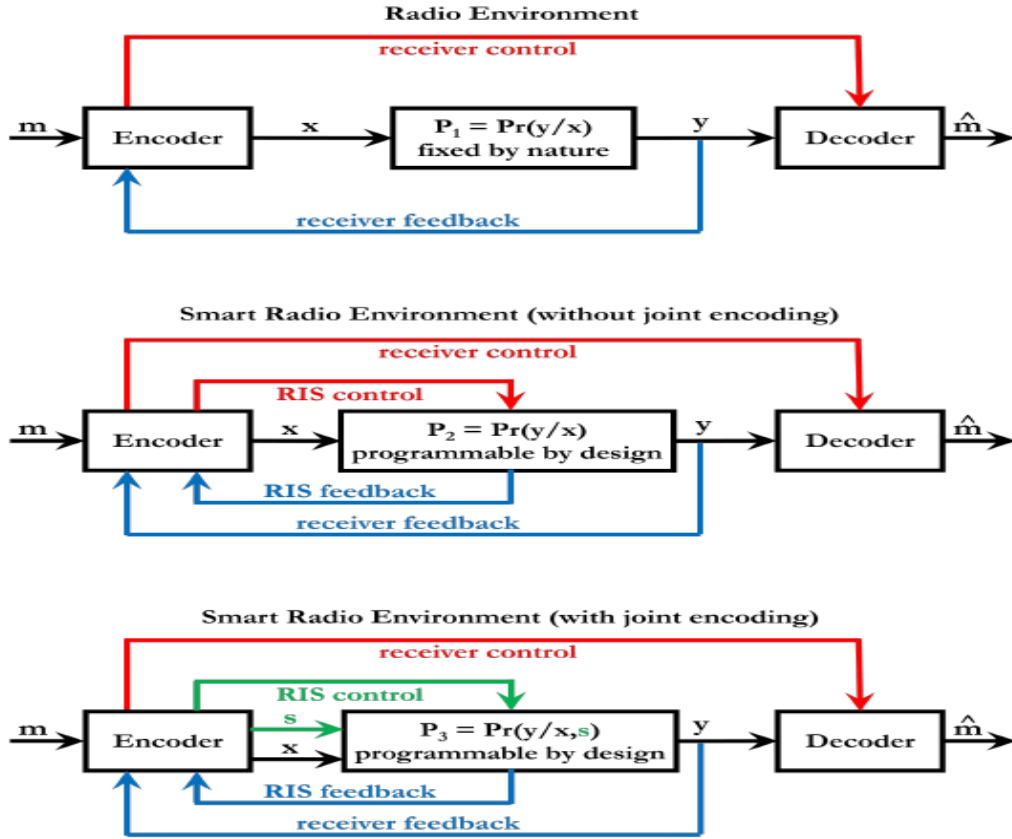 Radio Environment
receiver control
m
Encoder
x
P₁ = Pr(y/x)
fixed by nature
y
Decoder
m̂
receiver feedback
Smart Radio Environment (without joint encoding)
receiver control
RIS control
m
Encoder
x
P₂ = Pr(y/x)
programmable by design
y
Decoder
m̂
RIS feedback
receiver feedback
Smart Radio Environment (with joint encoding)
receiver control
RIS control
m
Encoder
s
x
P₃ = Pr(y/x,s)
programmable by design
y
Decoder
m̂
RIS feedback
receiver feedback